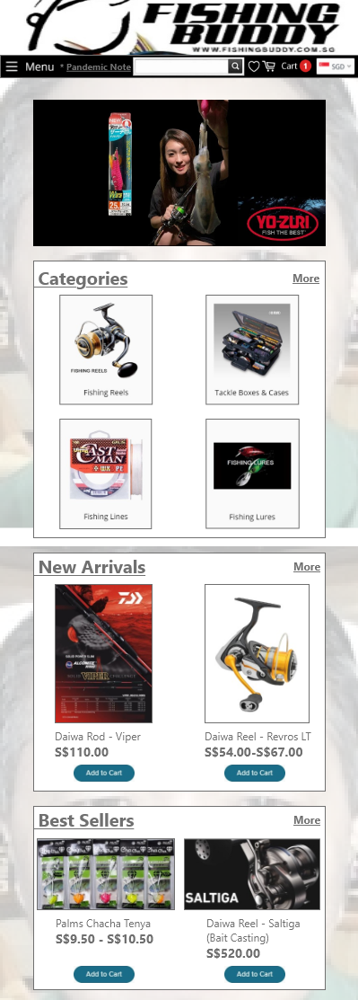 FISHING
BUDDY
WWW.FISHINGBUDDY.COM.SG
Menu * Pandemic Note Cart 1 SGD
25
YO-ZURI
FISH THE BEST
Categories More
FISHING REELS
Fishing Reels Tackle Boxes & Cases
Ultra
CAST
MAN
WX PE
FISHING LURES
Fishing Lines Fishing Lures
New Arrivals More
VIPER
Daiwa Rod - Viper Daiwa Reel - Revros LT
S$110.00 S$54.00-S$67.00
Add to Cart Add to Cart
Best Sellers More
SALTIGA
Palms Chacha Tenya Daiwa Reel - Saltiga
(Bait Casting)
S$9.50 - S$10.50
S$520.00
Add to Cart Add to Cart